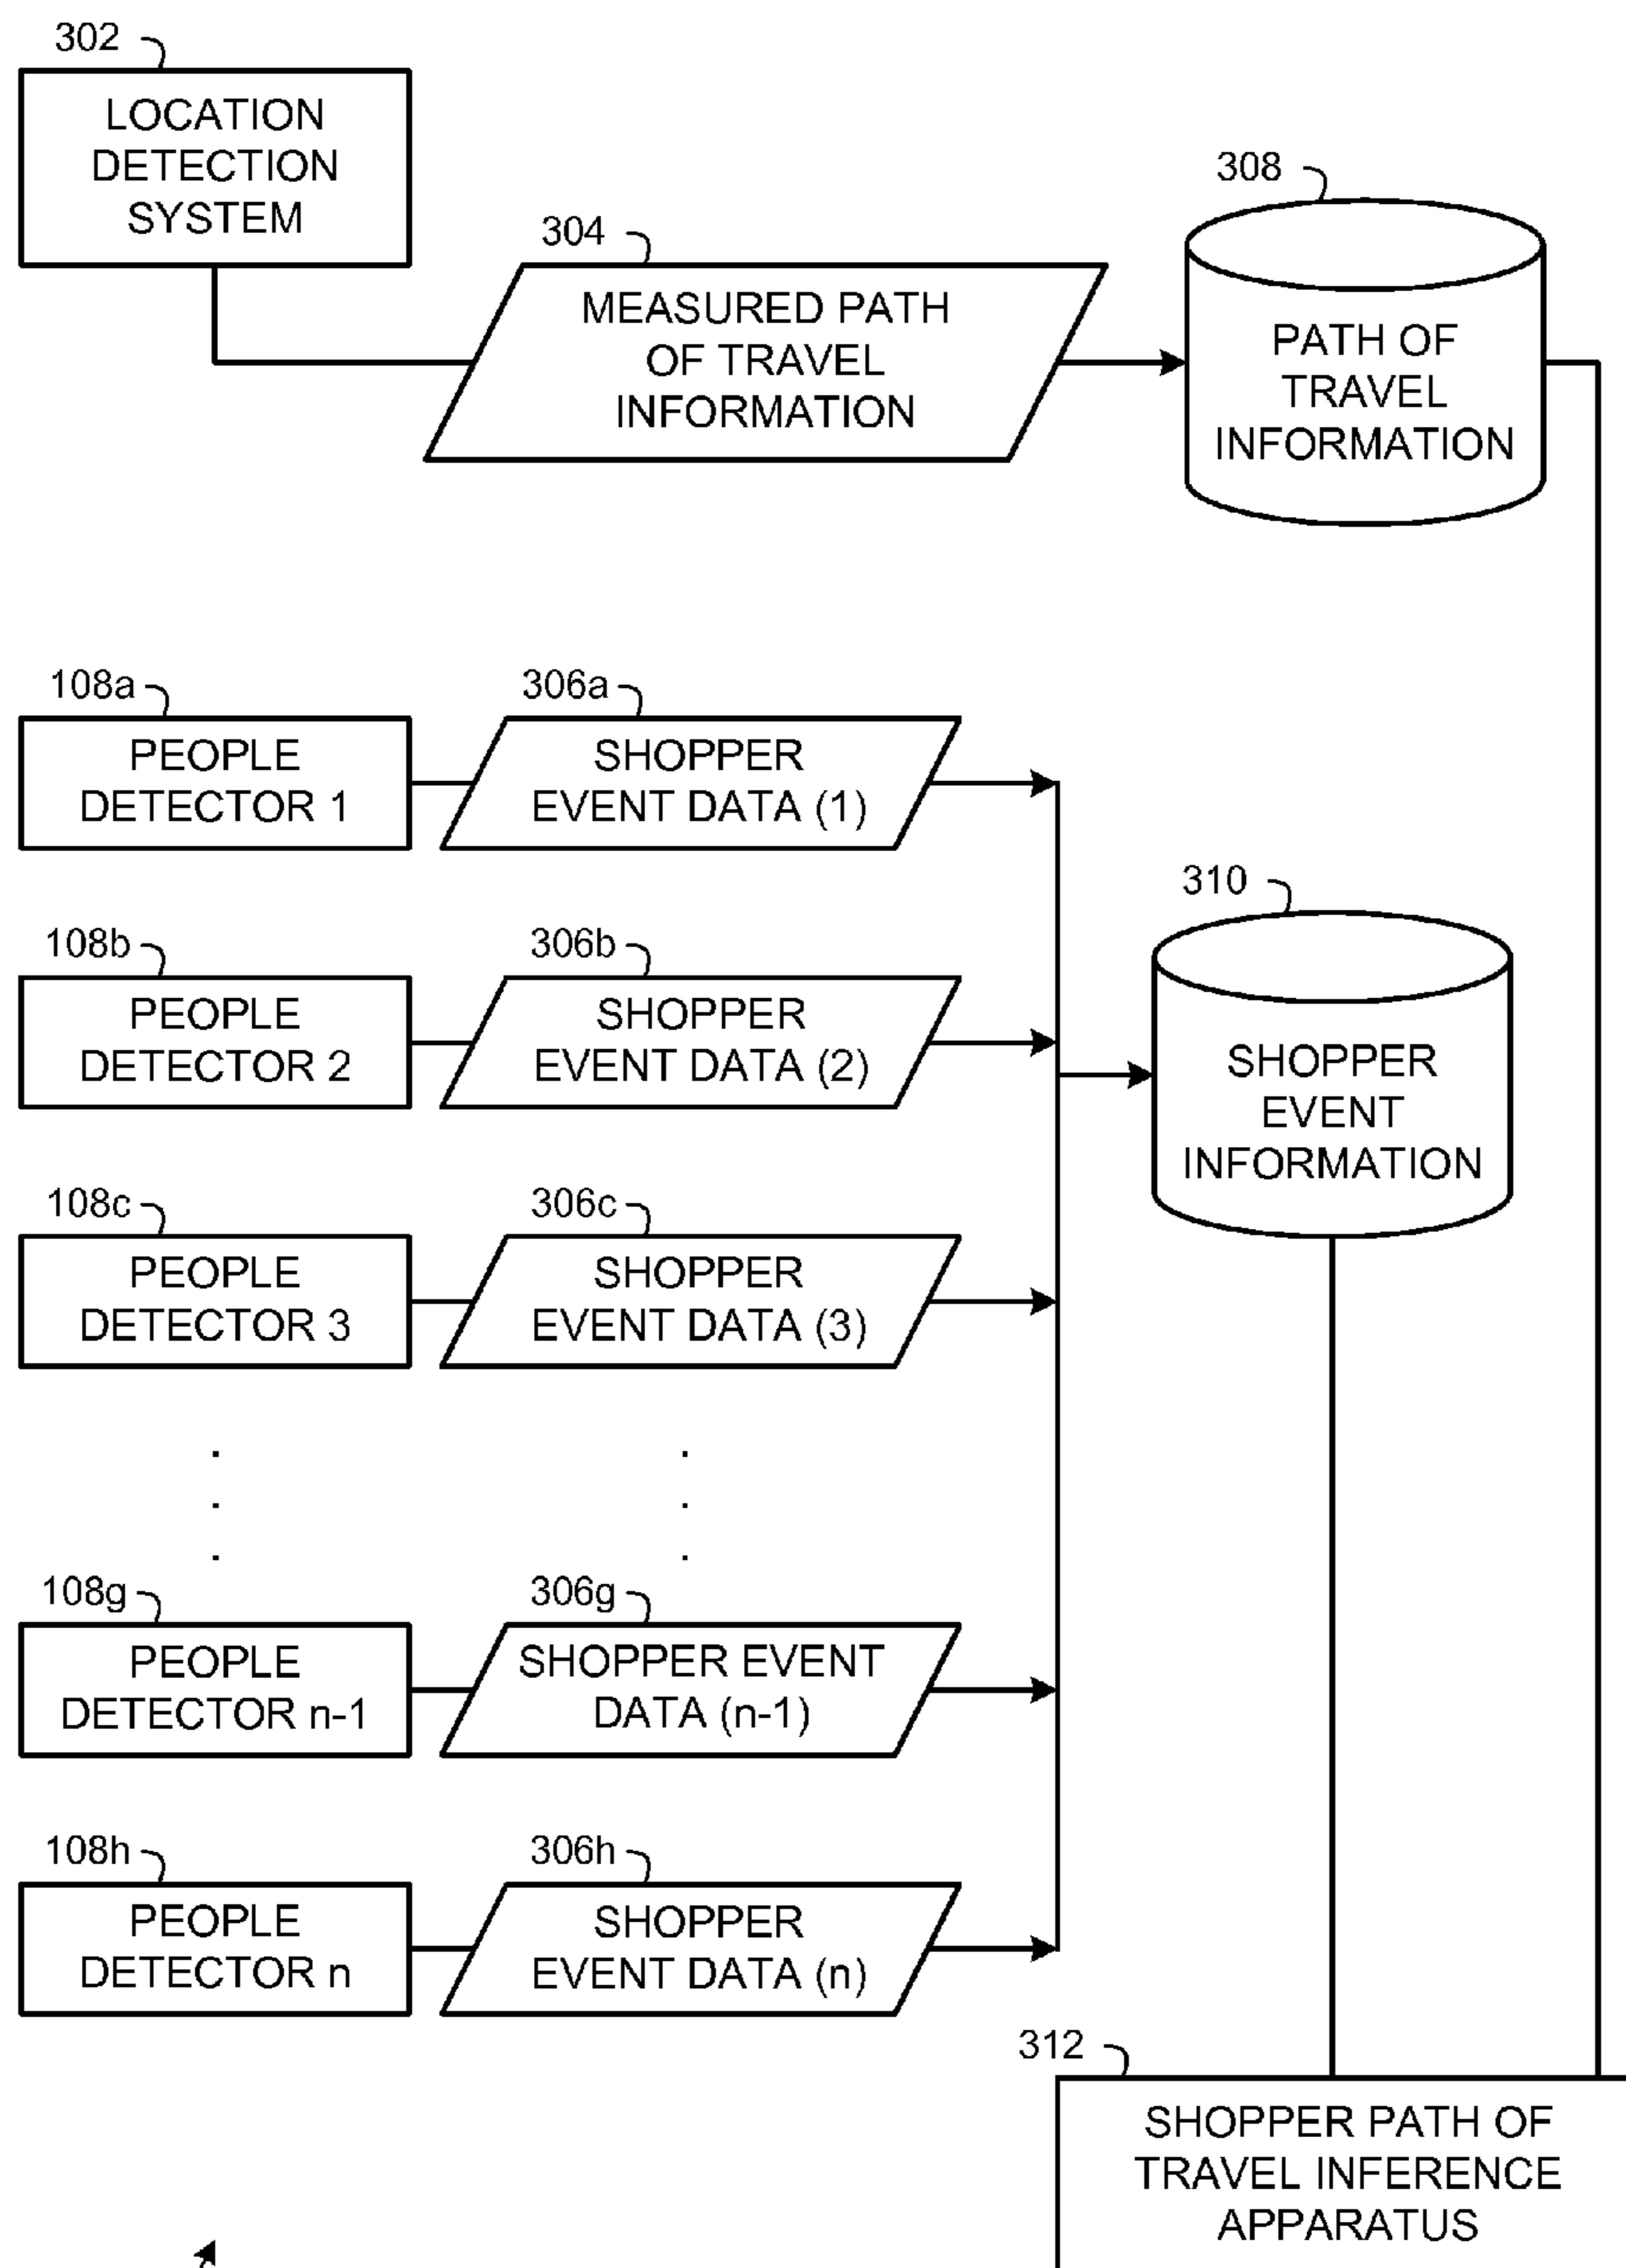 302
LOCATION
DETECTION
SYSTEM
304
MEASURED PATH
OF TRAVEL
INFORMATION
308
PATH OF
TRAVEL
INFORMATION
108a
PEOPLE
DETECTOR 1
306a
SHOPPER
EVENT DATA (1)
108b
PEOPLE
DETECTOR 2
306b
SHOPPER
EVENT DATA (2)
310
SHOPPER
EVENT
INFORMATION
108c
PEOPLE
DETECTOR 3
306c
SHOPPER
EVENT DATA (3)
108g
PEOPLE
DETECTOR n-1
306g
SHOPPER EVENT
DATA (n-1)
108h
PEOPLE
DETECTOR n
306h
SHOPPER
EVENT DATA (n)
312
SHOPPER PATH OF
TRAVEL INFERENCE
APPARATUS